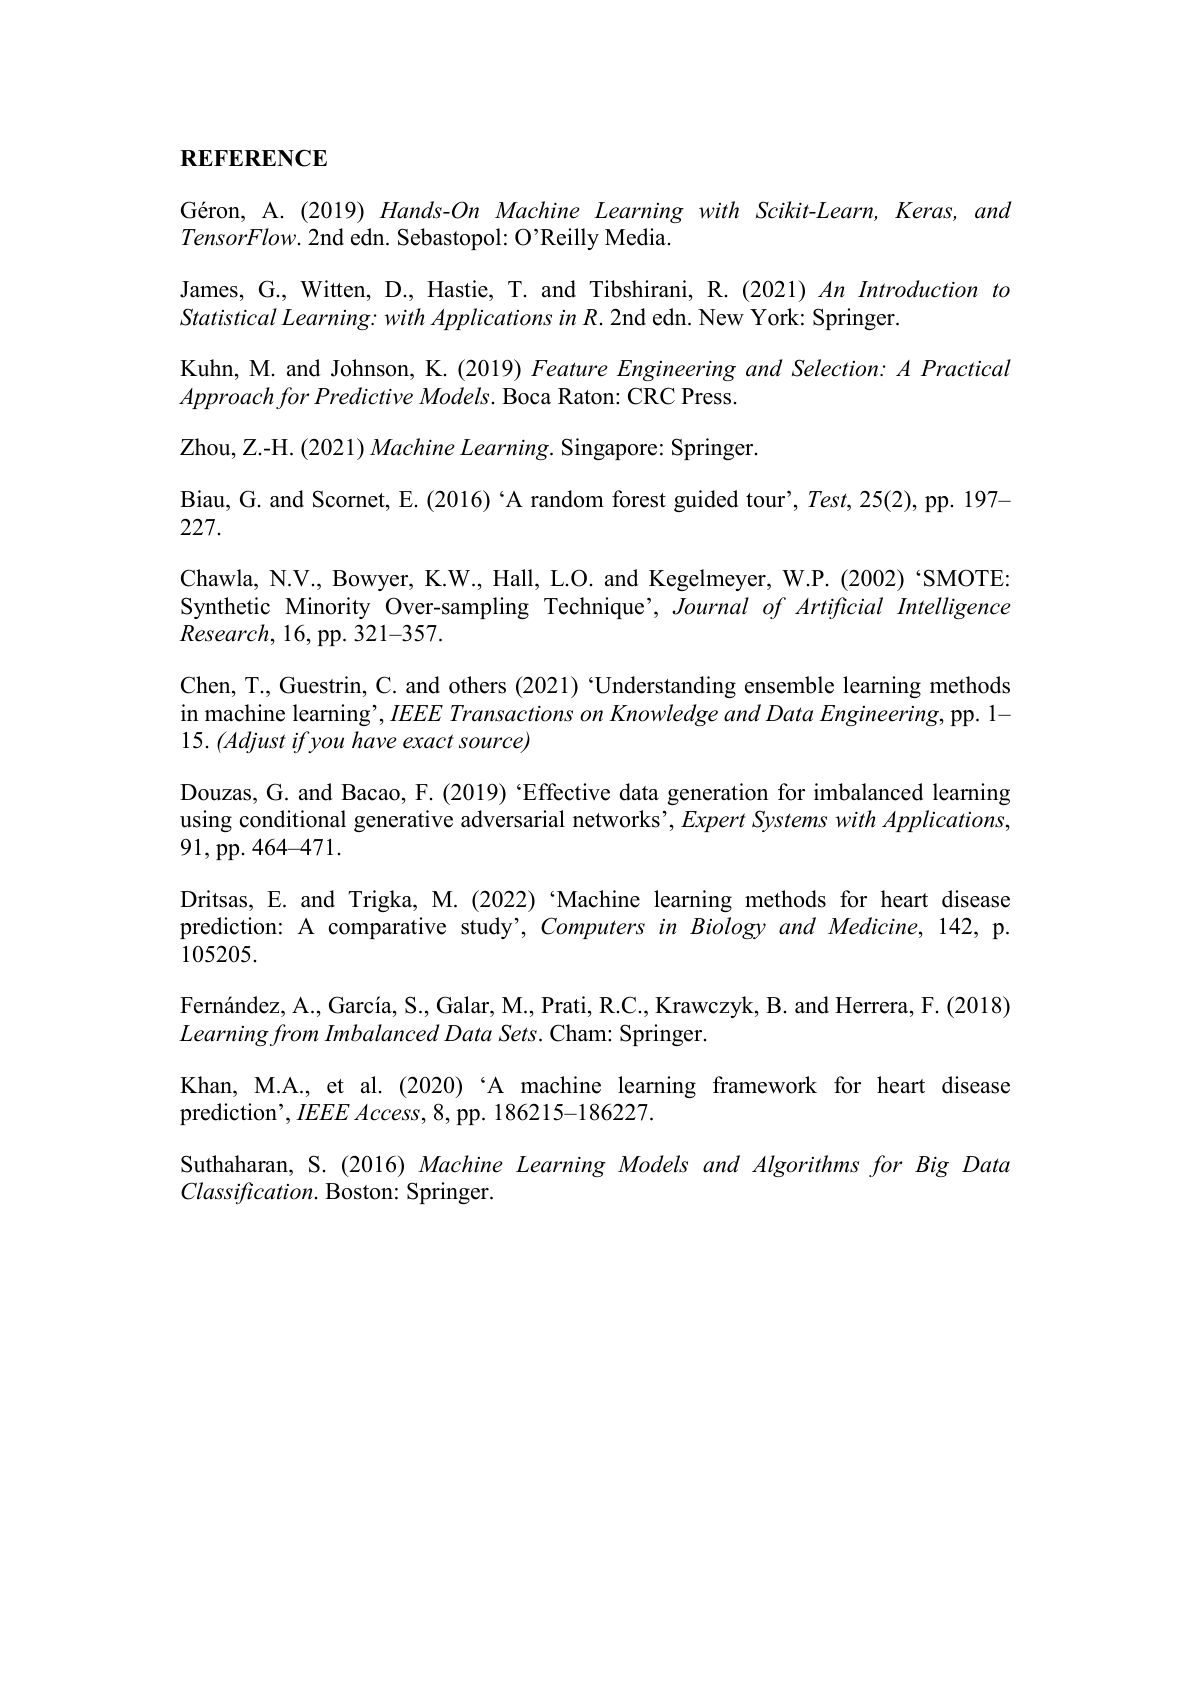 REFERENCE
Géron, A. (2019) Hands-On Machine Learning with Scikit-Learn, Keras, and
TensorFlow. 2nd edn. Sebastopol: O’Reilly Media.
James, G., Witten, D., Hastie, T. and Tibshirani, R. (2021) An Introduction to
Statistical Learning: with Applications in R. 2nd edn. New York: Springer.
Kuhn, M. and Johnson, K. (2019) Feature Engineering and Selection: A Practical
Approach for Predictive Models. Boca Raton: CRC Press.
Zhou, Z.-H. (2021) Machine Learning. Singapore: Springer.
Biau, G. and Scornet, E. (2016) ‘A random forest guided tour’, Test, 25(2), pp. 197–
227.
Chawla, N.V., Bowyer, K.W., Hall, L.O. and Kegelmeyer, W.P. (2002) ‘SMOTE:
Synthetic Minority Over-sampling Technique’, Journal of Artificial Intelligence
Research, 16, pp. 321–357.
Chen, T., Guestrin, C. and others (2021) ‘Understanding ensemble learning methods
in machine learning’, IEEE Transactions on Knowledge and Data Engineering, pp. 1–
15. (Adjust if you have exact source)
Douzas, G. and Bacao, F. (2019) ‘Effective data generation for imbalanced learning
using conditional generative adversarial networks’, Expert Systems with Applications,
91, pp. 464–471.
Dritsas, E. and Trigka, M. (2022) ‘Machine learning methods for heart disease
prediction: A comparative study’, Computers in Biology and Medicine, 142, p.
105205.
Fernández, A., García, S., Galar, M., Prati, R.C., Krawczyk, B. and Herrera, F. (2018)
Learning from Imbalanced Data Sets. Cham: Springer.
Khan, M.A., et al. (2020) ‘A machine learning framework for heart disease
prediction’, IEEE Access, 8, pp. 186215–186227.
Suthaharan, S. (2016) Machine Learning Models and Algorithms for Big Data
Classification. Boston: Springer.